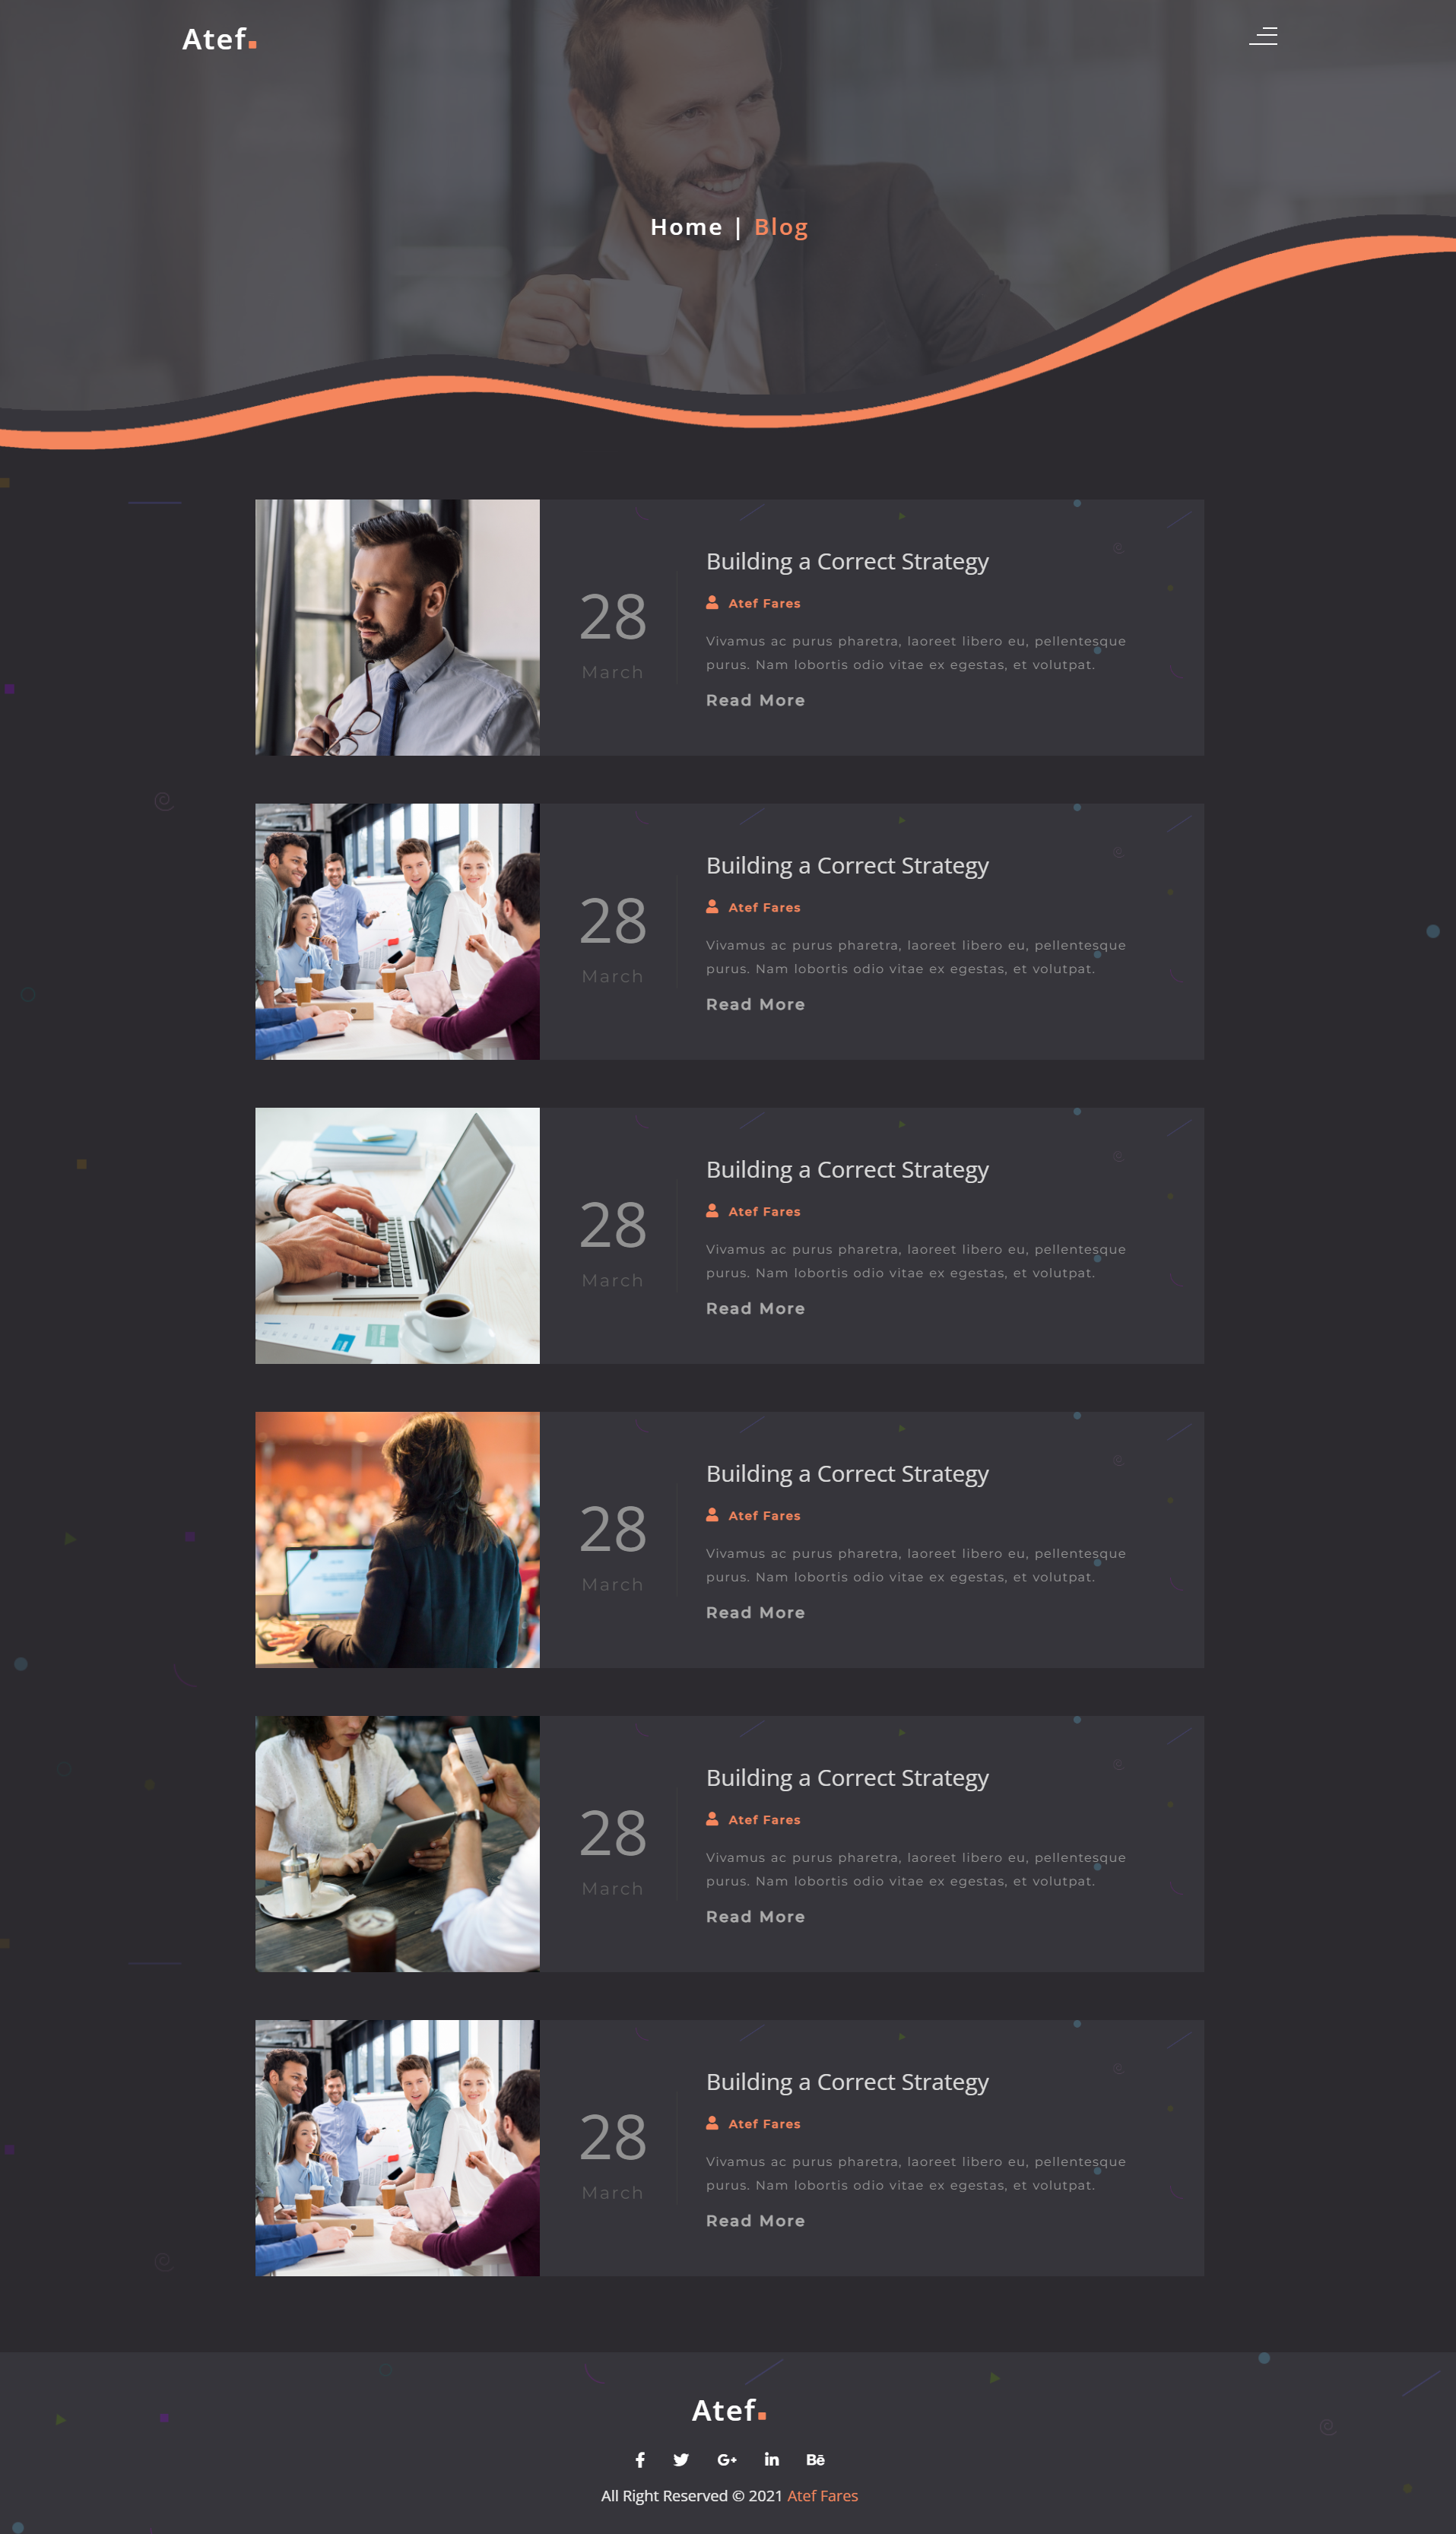 Atef
Home | Blog
Building a Correct Strategy
28
March
Atef Fares
Vivamus ac purus pharetra, laoreet libero eu, pellentesque
purus. Nam lobortis odio vitae ex egestas, et volutpat.
Read More
Building a Correct Strategy
28
March
Atef Fares
Vivamus ac purus pharetra, laoreet libero eu, pellentesque
purus. Nam lobortis odio vitae ex egestas, et volutpat.
Read More
Building a Correct Strategy
28
March
Atef Fares
Vivamus ac purus pharetra, laoreet libero eu, pellentesque
purus. Nam lobortis odio vitae ex egestas, et volutpat.
Read More
Building a Correct Strategy
28
March
Atef Fares
Vivamus ac purus pharetra, laoreet libero eu, pellentesque
purus. Nam lobortis odio vitae ex egestas, et volutpat.
Read More
Building a Correct Strategy
28
March
Atef Fares
Vivamus ac purus pharetra, laoreet libero eu, pellentesque
purus. Nam lobortis odio vitae ex egestas, et volutpat.
Read More
Building a Correct Strategy
28
March
Atef Fares
Vivamus ac purus pharetra, laoreet libero eu, pellentesque
purus. Nam lobortis odio vitae ex egestas, et volutpat.
Read More
Atef
All Right Reserved © 2021 Atef Fares